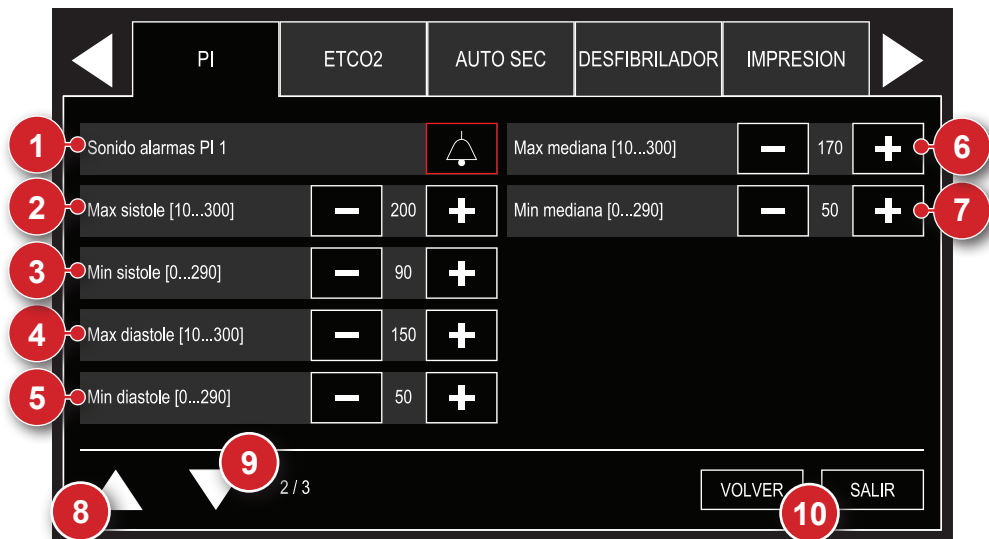 PI
ETCO2
AUTO SEC
DESFIBRILADOR
IMPRESION
1
Sonido alarmas PI 1
2
Max sistole [10...300]
200
3
Min sistole [0...290]
90
4
Max diastole [10...300]
150
5
Min diastole [0...290]
50
Max mediana [10...300]
170
6
Min mediana [0...290]
50
7
8
9
2 / 3
VOLVER
10
SALIR